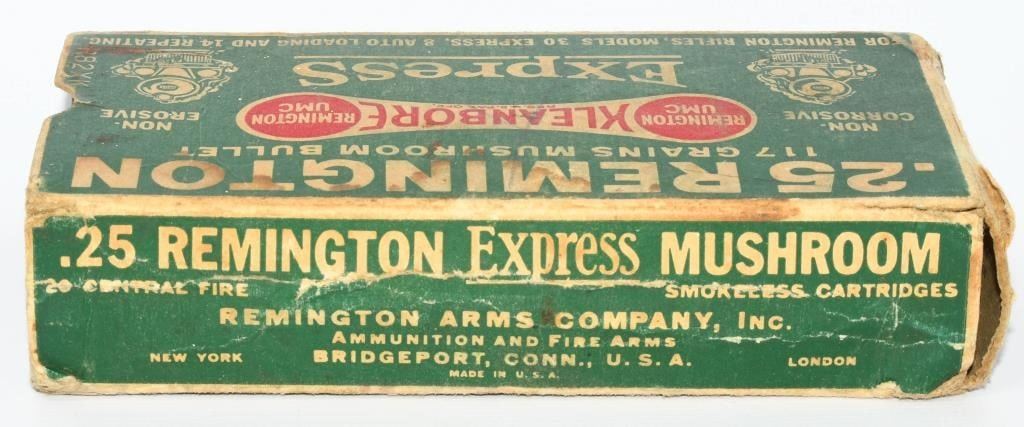 FOR REMINGTON RIFLES, MODELS 30 EXPRESS, 8 AUTO LOADING AND 14 REPEATING
Express
REMINGTON UMC KLEANBORE REMINGTON UMC
NON-CORROSIVE
NON-EROSIVE
117 GRAINS MUSHROOM BULLET
.25 REMINGTON
.25 REMINGTON Express MUSHROOM
20 CENTRAL FIRE SMOKELESS CARTRIDGES
REMINGTON ARMS COMPANY, INC.
AMMUNITION AND FIRE ARMS
NEW YORK BRIDGEPORT, CONN., U. S. A. LONDON
MADE IN U. S. A.